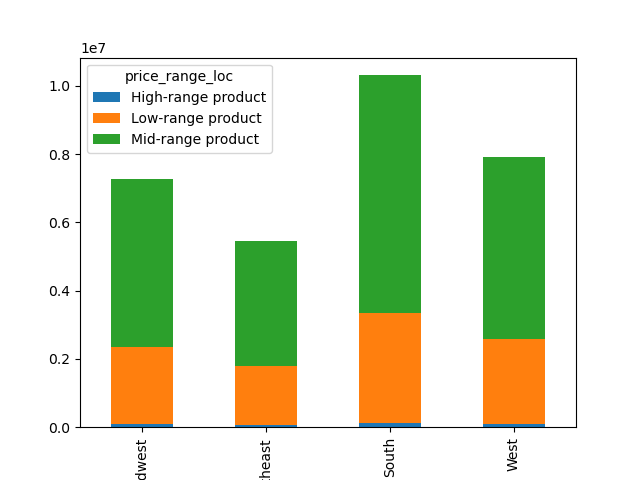 1e7
price_range_loc
High-range product
Low-range product
Mid-range product
1.0
0.8
0.6
0.4
0.2
0.0
dwest
theast
South
West